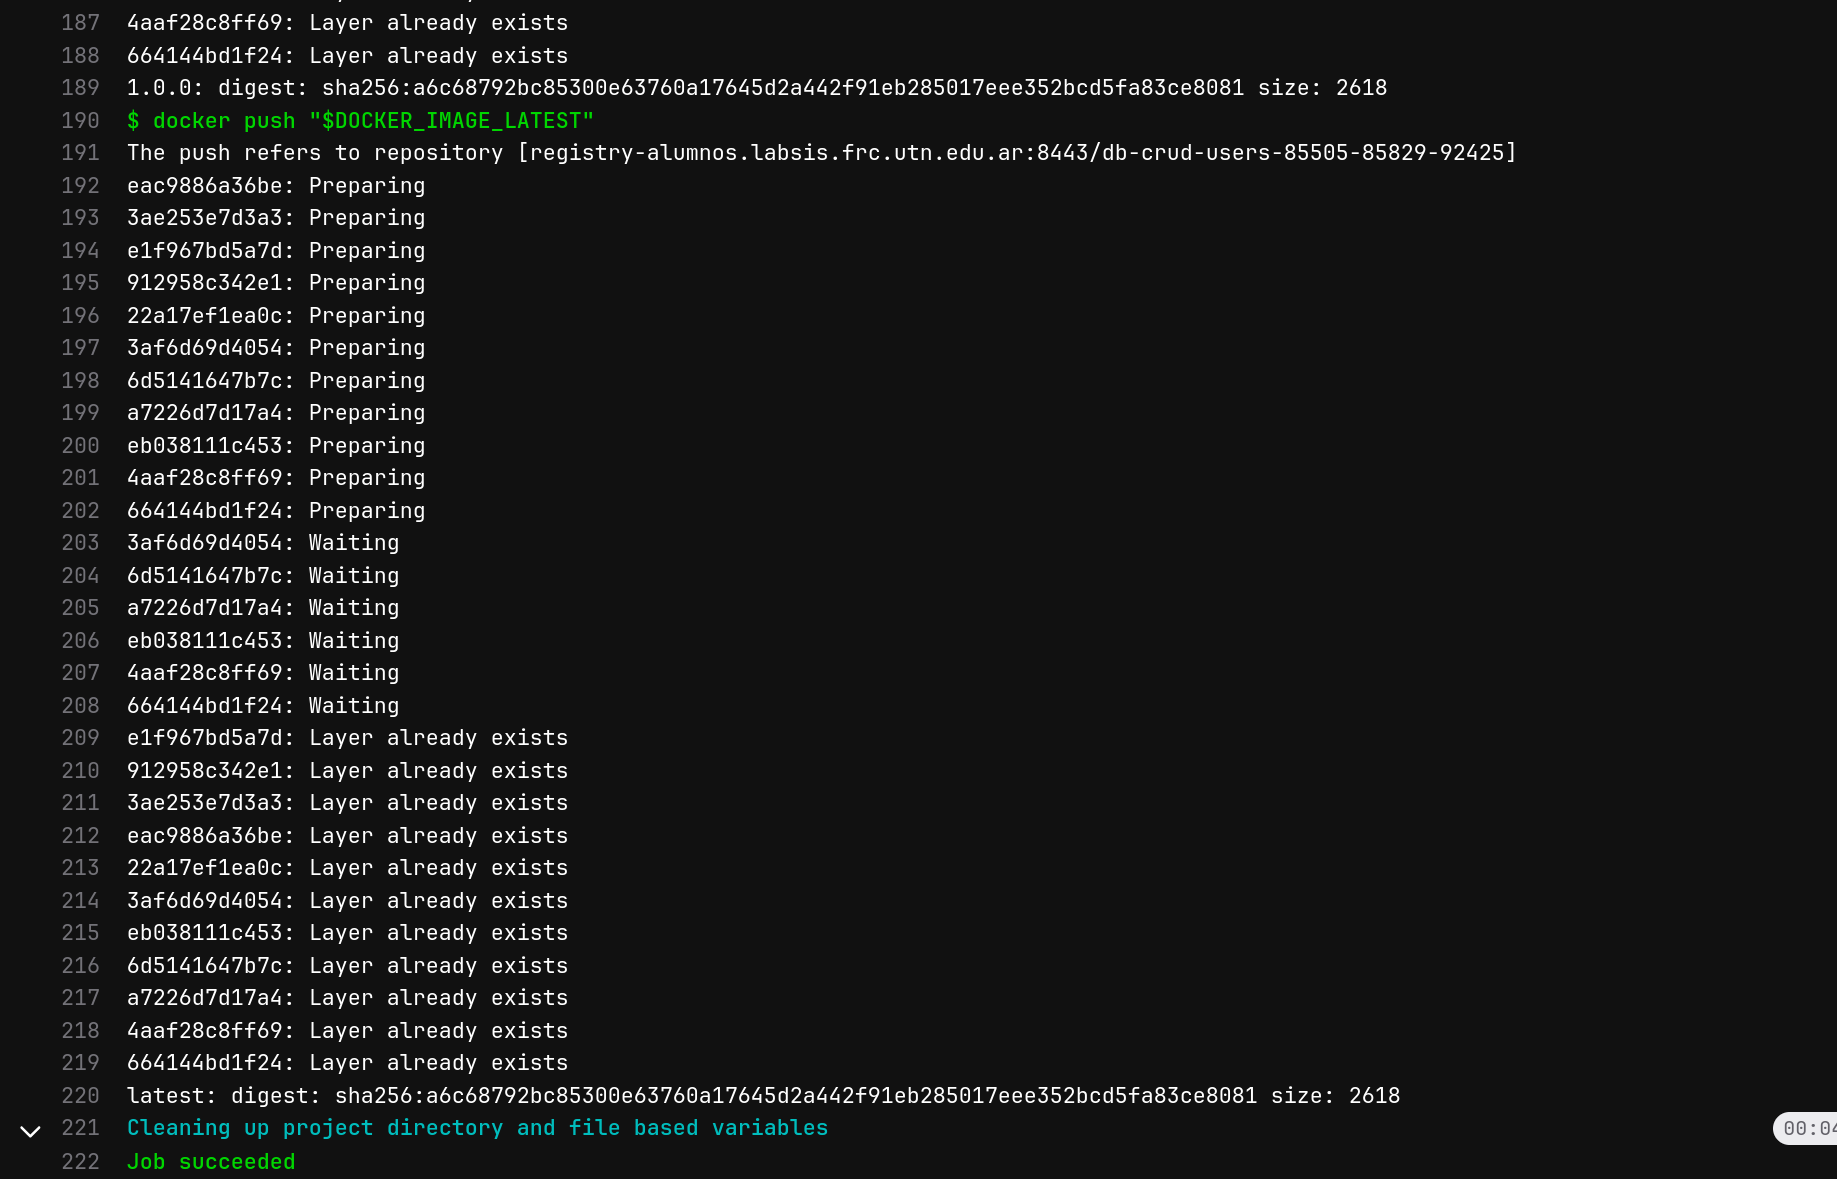 187 4aaf28c8ff69: Layer already exists
188 664144bd1f24: Layer already exists
189 1.0.0: digest: sha256:a6c68792bc85300e63760a17645d2a442f91eb285017eee352bcd5fa83ce8081 size: 2618
190 $ docker push "$DOCKER_IMAGE_LATEST"
191 The push refers to repository [registry-alumnos.labsis.frc.utn.edu.ar:8443/db-crud-users-85505-85829-92425]
192 eac9886a36be: Preparing
193 3ae253e7d3a3: Preparing
194 e1f967bd5a7d: Preparing
195 912958c342e1: Preparing
196 22a17ef1ea0c: Preparing
197 3af6d69d4054: Preparing
198 6d5141647b7c: Preparing
199 a7226d7d17a4: Preparing
200 eb038111c453: Preparing
201 4aaf28c8ff69: Preparing
202 664144bd1f24: Preparing
203 3af6d69d4054: Waiting
204 6d5141647b7c: Waiting
205 a7226d7d17a4: Waiting
206 eb038111c453: Waiting
207 4aaf28c8ff69: Waiting
208 664144bd1f24: Waiting
209 e1f967bd5a7d: Layer already exists
210 912958c342e1: Layer already exists
211 3ae253e7d3a3: Layer already exists
212 eac9886a36be: Layer already exists
213 22a17ef1ea0c: Layer already exists
214 3af6d69d4054: Layer already exists
215 eb038111c453: Layer already exists
216 6d5141647b7c: Layer already exists
217 a7226d7d17a4: Layer already exists
218 4aaf28c8ff69: Layer already exists
219 664144bd1f24: Layer already exists
220 latest: digest: sha256:a6c68792bc85300e63760a17645d2a442f91eb285017eee352bcd5fa83ce8081 size: 2618
221 Cleaning up project directory and file based variables 00:04
222 Job succeeded